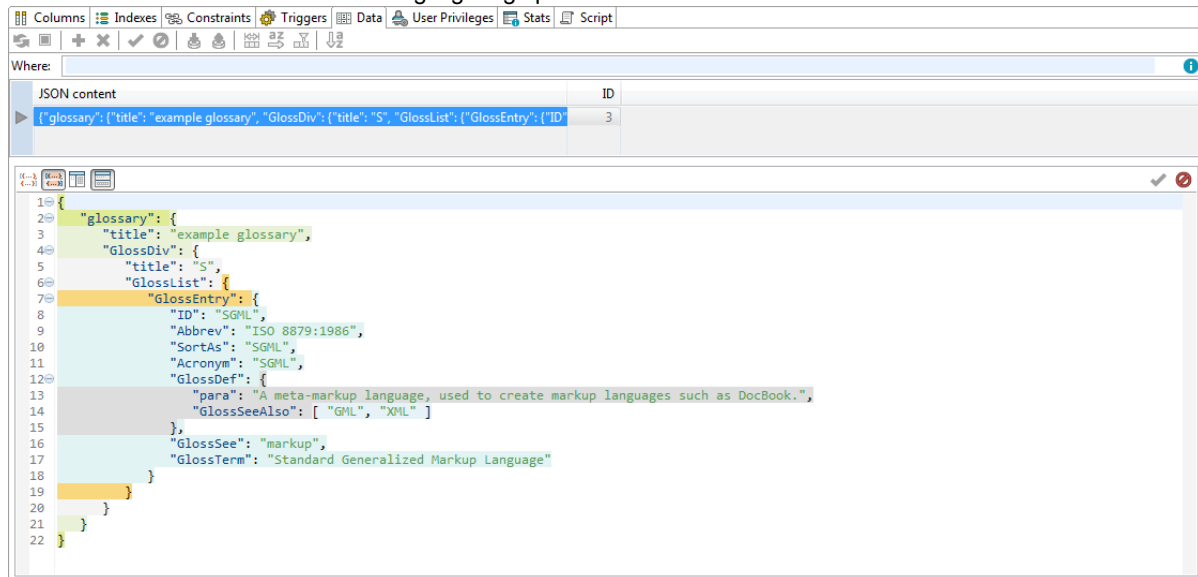 Columns Indexes Constraints Triggers Data User Privileges Stats Script
Where:
JSON content ID
{"glossary": {"title": "example glossary", "GlossDiv": {"title": "S", "GlossList": {"GlossEntry": {"ID" 3
1 {
2 "glossary": {
3 "title": "example glossary",
4 "GlossDiv": {
5 "title": "S",
6 "GlossList": {
7 "GlossEntry": {
8 "ID": "SGML",
9 "Abbrev": "ISO 8879:1986",
10 "SortAs": "SGML",
11 "Acronym": "SGML",
12 "GlossDef": {
13 "para": "A meta-markup language, used to create markup languages such as DocBook.",
14 "GlossSeeAlso": [ "GML", "XML" ]
15 },
16 "GlossSee": "markup",
17 "GlossTerm": "Standard Generalized Markup Language"
18 }
19 }
20 }
21 }
22 }